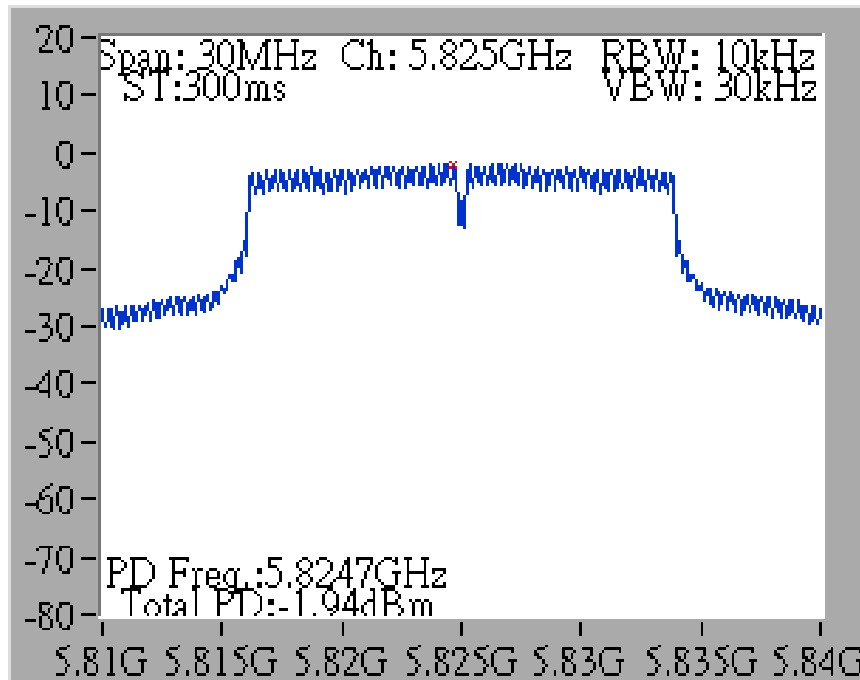 20
10
0
-10
-20
-30
-40
-50
-60
-70
-80
Span: 30MHz Ch: 5.825GHz RBW: 10kHz
ST:300ms VBW: 30kHz
PD Freq.:5.8247GHz
Total PD:-1.94dBm
5.81G 5.815G 5.82G 5.825G 5.83G 5.835G 5.84G